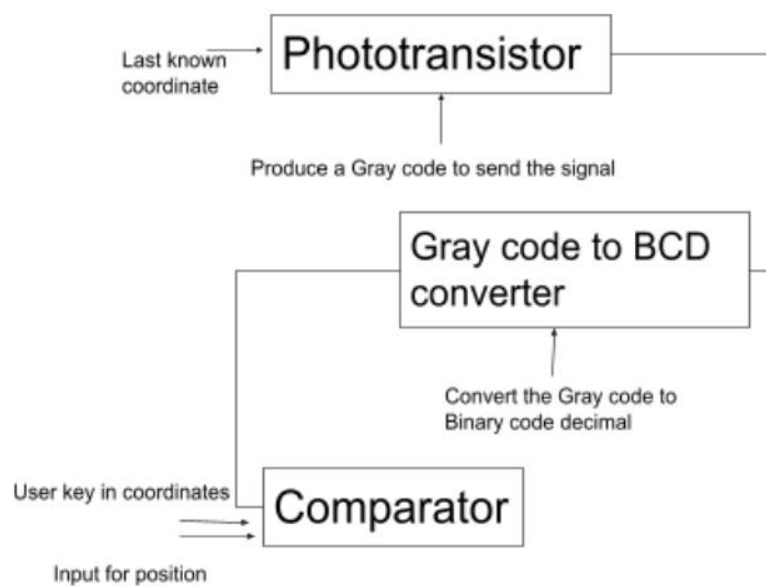 Phototransistor
Last known
coordinate
Produce a Gray code to send the signal
Gray code to BCD
converter
Convert the Gray code to
Binary code decimal
User key in coordinates
Comparator
Input for position